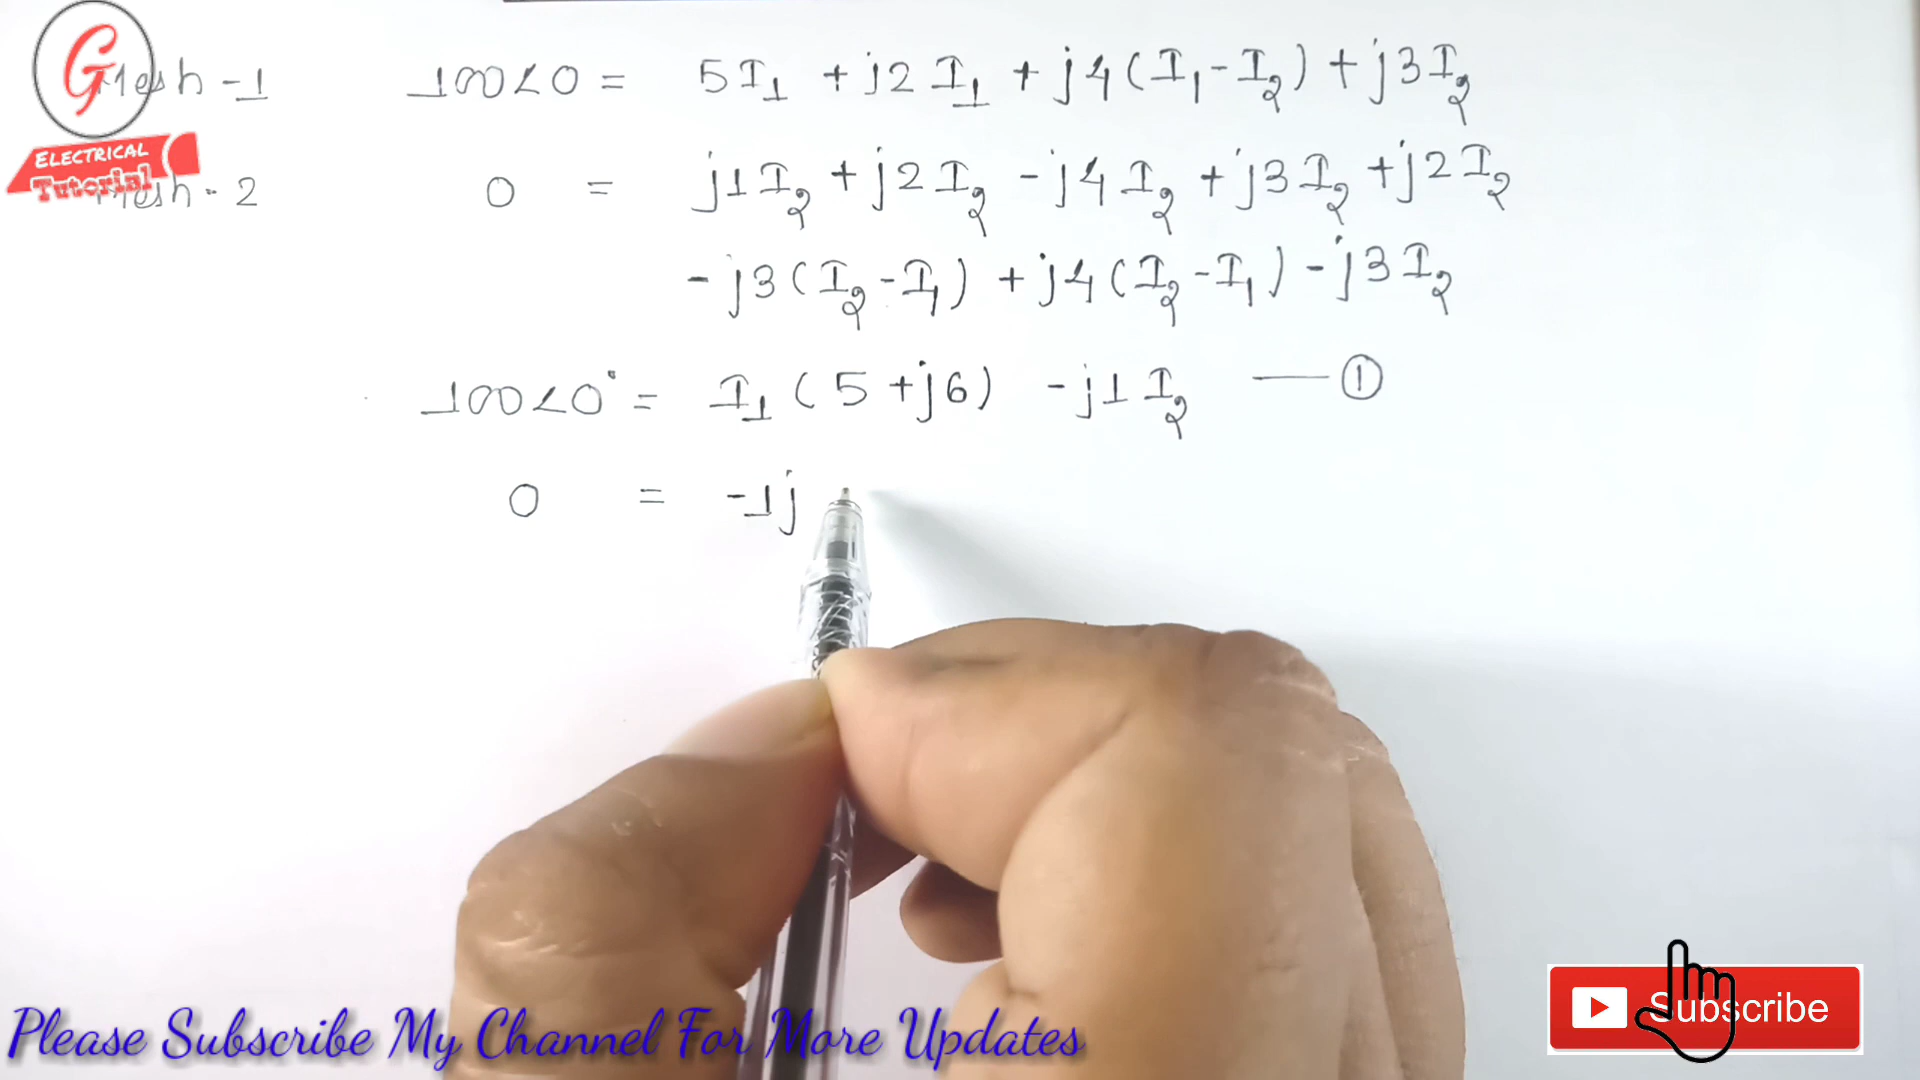 G
Mesh-1 100∠0 = 5I₁ + j2I₁ + j4(I₁-I₂) + j3I₂
ELECTRICAL
Tutorial
Mesh-2 0 = j1I₂ + j2I₂ - j4I₂ + j3I₂ + j2I₂
- j3(I₂-I₁) + j4(I₂-I₁) - j3I₂
100∠0° = I₁(5+j6) - j1I₂ —— ①
0 = -1j
Please Subscribe My Channel For More Updates
Subscribe